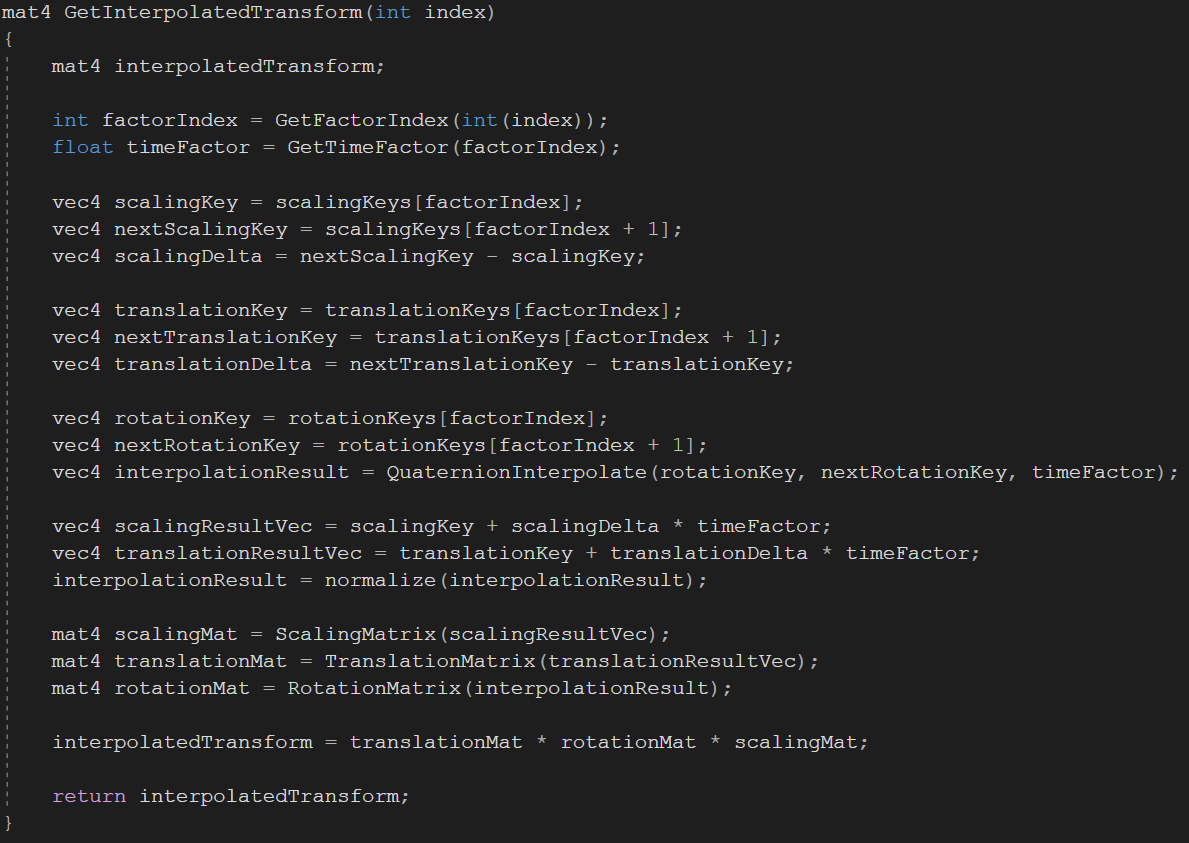 mat4 GetInterpolatedTransform(int index)
{
    mat4 interpolatedTransform;

    int factorIndex = GetFactorIndex(int(index));
    float timeFactor = GetTimeFactor(factorIndex);

    vec4 scalingKey = scalingKeys[factorIndex];
    vec4 nextScalingKey = scalingKeys[factorIndex + 1];
    vec4 scalingDelta = nextScalingKey - scalingKey;

    vec4 translationKey = translationKeys[factorIndex];
    vec4 nextTranslationKey = translationKeys[factorIndex + 1];
    vec4 translationDelta = nextTranslationKey - translationKey;

    vec4 rotationKey = rotationKeys[factorIndex];
    vec4 nextRotationKey = rotationKeys[factorIndex + 1];
    vec4 interpolationResult = QuaternionInterpolate(rotationKey, nextRotationKey, timeFactor);

    vec4 scalingResultVec = scalingKey + scalingDelta * timeFactor;
    vec4 translationResultVec = translationKey + translationDelta * timeFactor;
    interpolationResult = normalize(interpolationResult);

    mat4 scalingMat = ScalingMatrix(scalingResultVec);
    mat4 translationMat = TranslationMatrix(translationResultVec);
    mat4 rotationMat = RotationMatrix(interpolationResult);

    interpolatedTransform = translationMat * rotationMat * scalingMat;

    return interpolatedTransform;
}